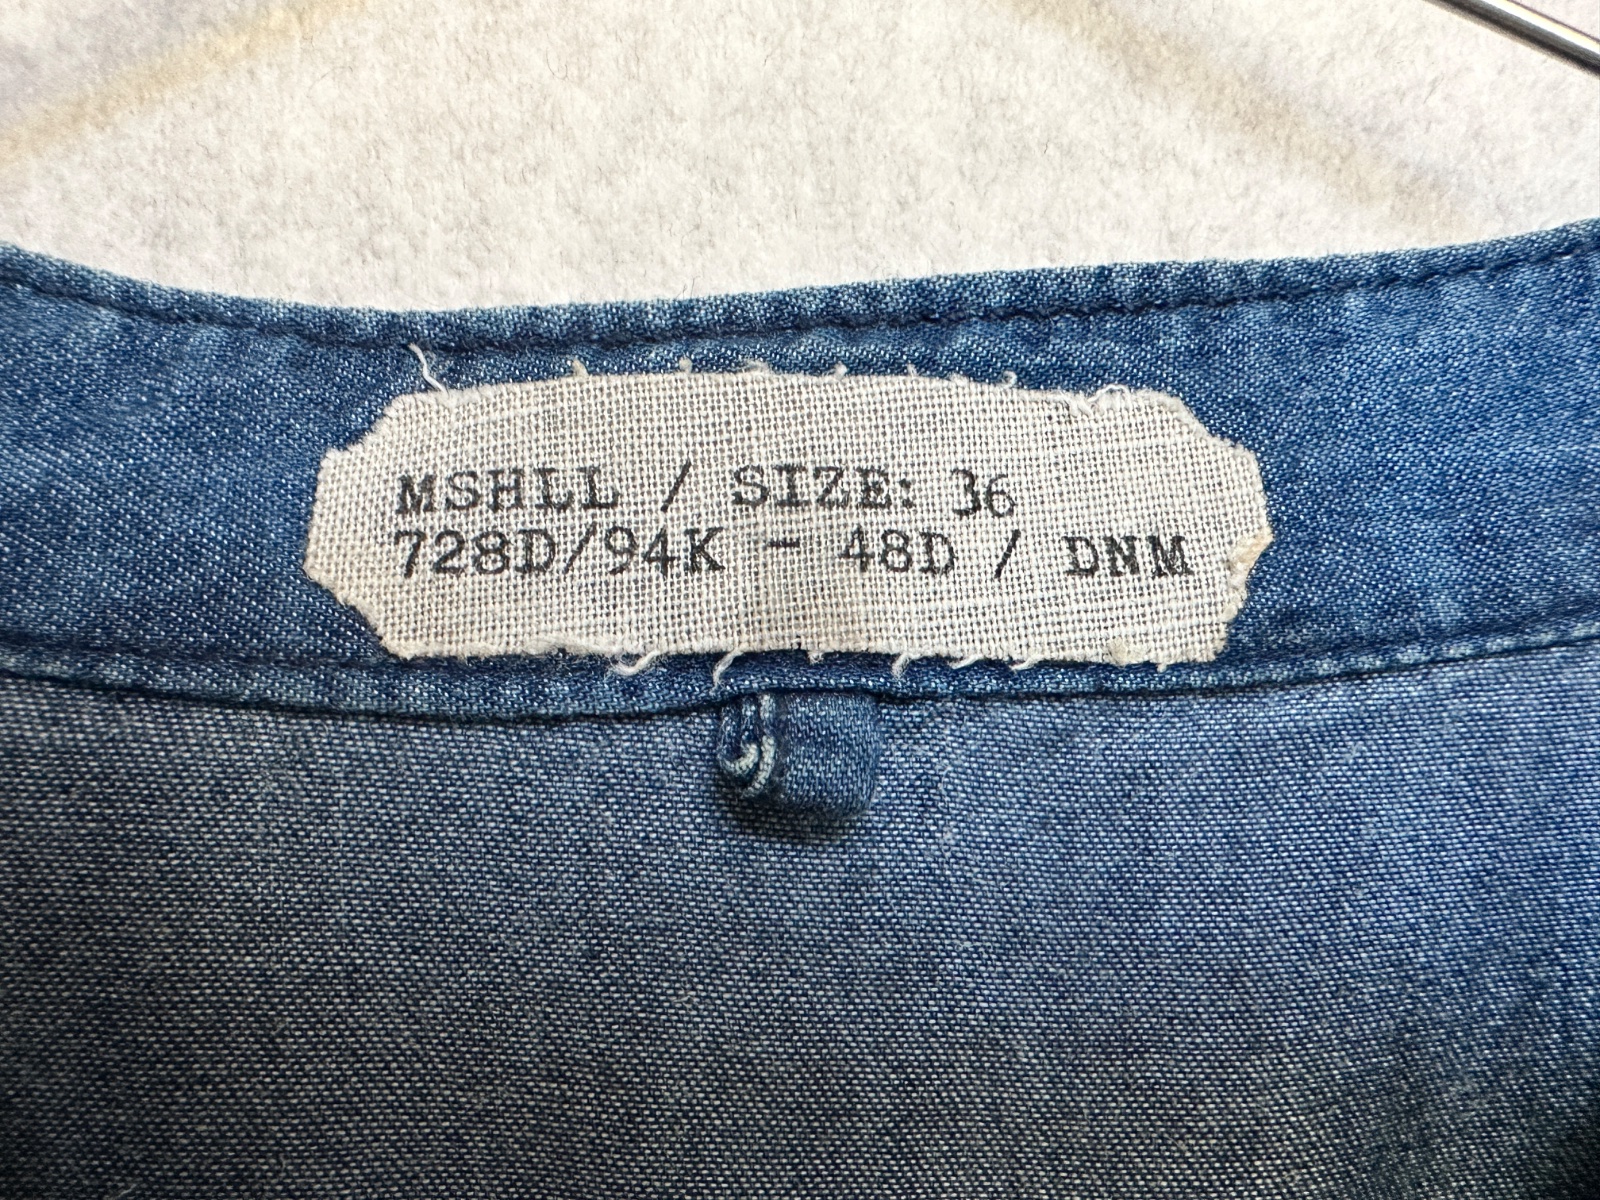 MSHLL / SIZE: 36
728D/94K - 48D / DNM